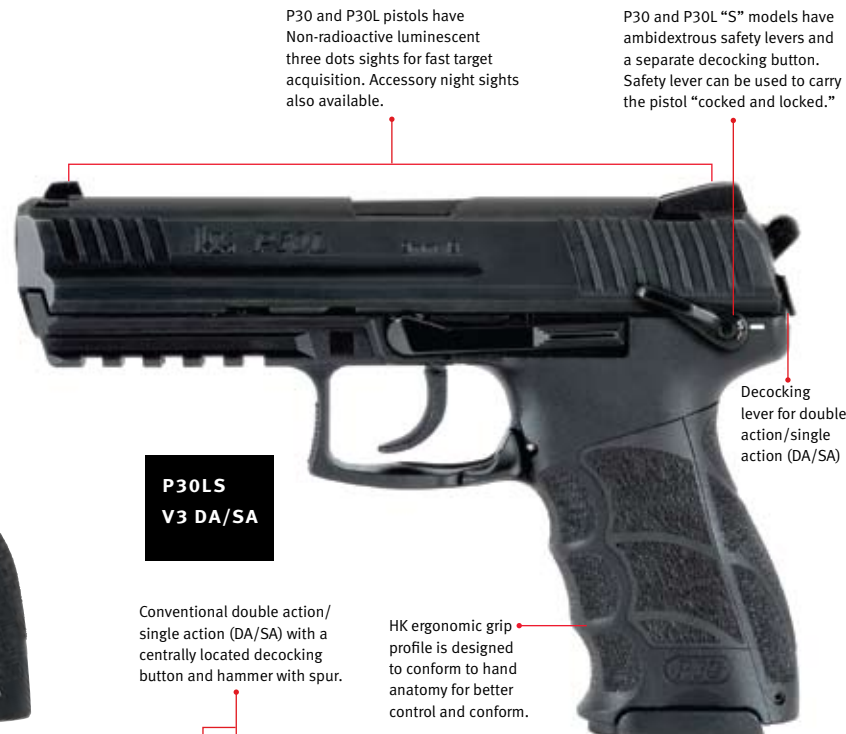 P30 and P30L pistols have
Non-radioactive luminescent
three dots sights for fast target
acquisition. Accessory night sights
also available.
P30 and P30L “S” models have
ambidextrous safety levers and
a separate decocking button.
Safety lever can be used to carry
the pistol “cocked and locked.”
Decocking
lever for double
action/single
action (DA/SA)
P30LS
V3 DA/SA
Conventional double action/
single action (DA/SA) with a
centrally located decocking
button and hammer with spur.
HK ergonomic grip
profile is designed
to conform to hand
anatomy for better
control and conform.
P30